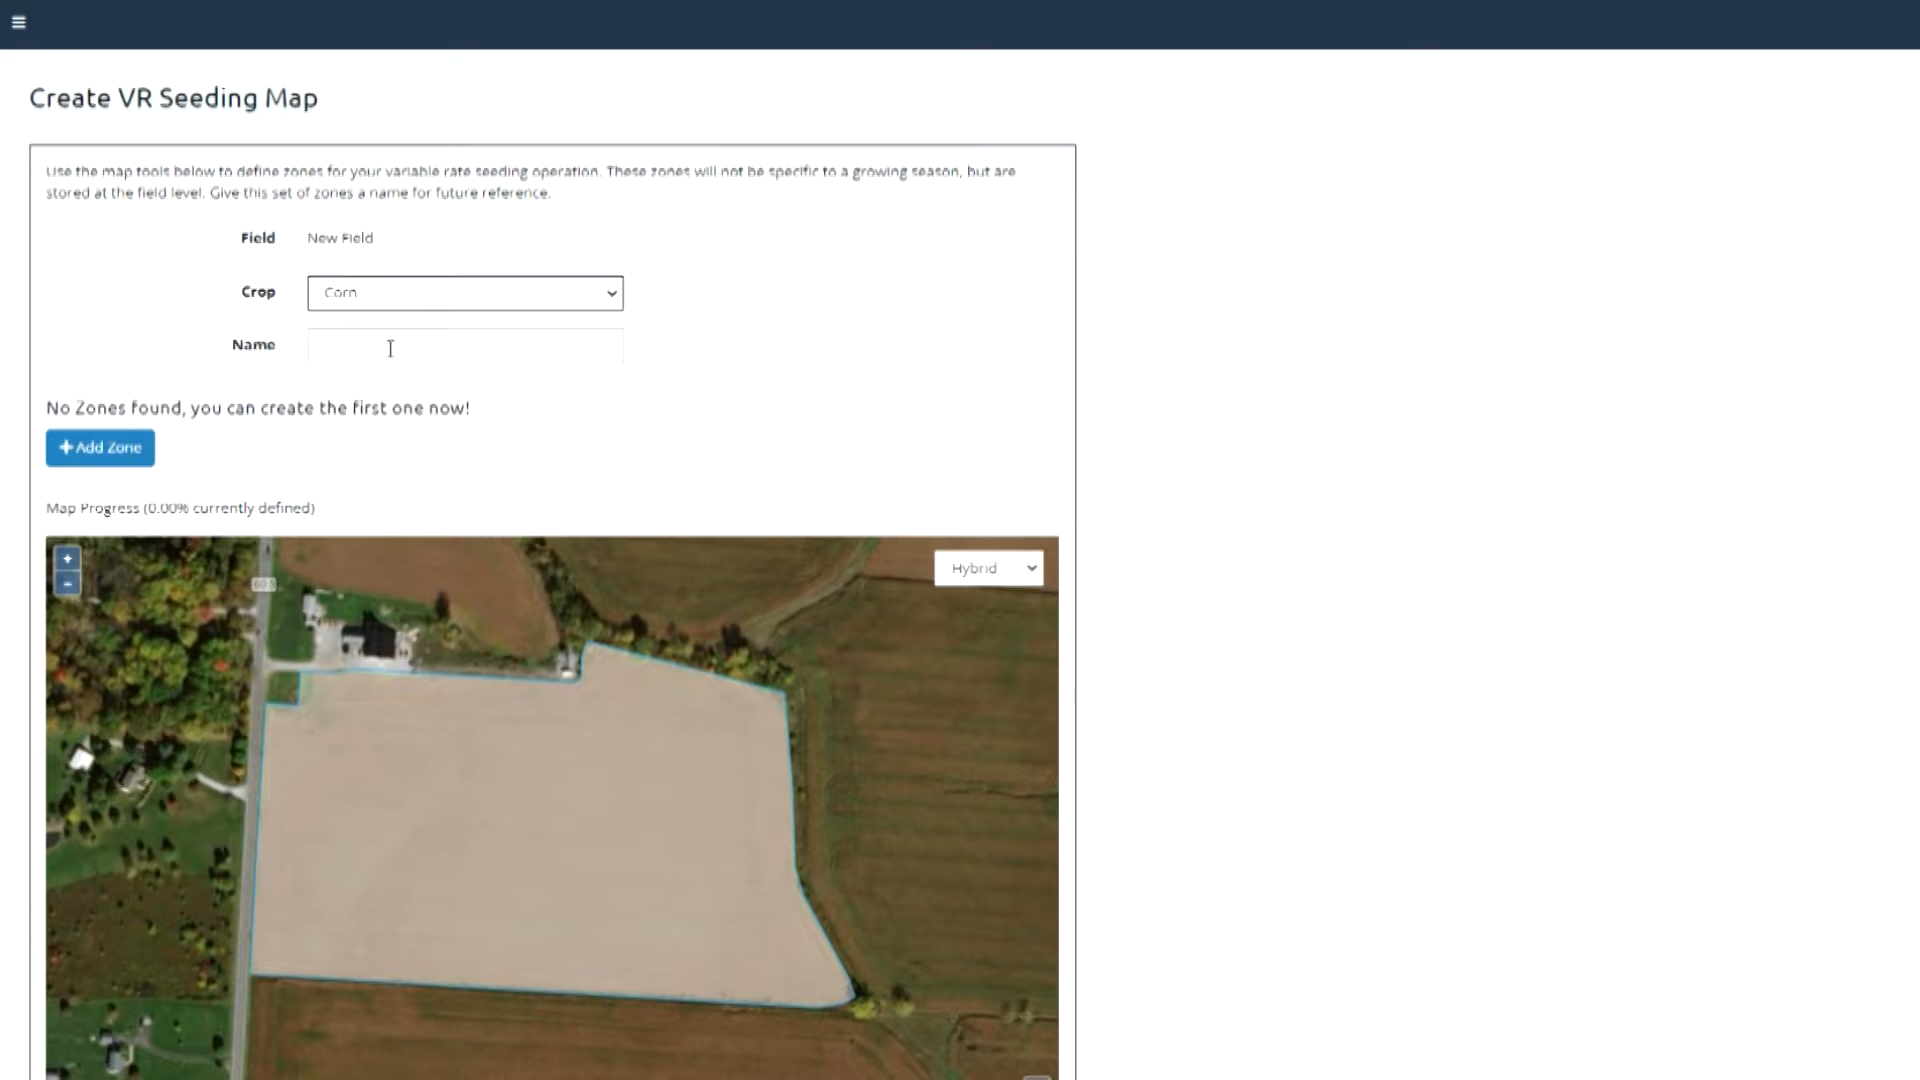 Create VR Seeding Map
Use the map tools below to define zones for your variable rate seeding operation. These zones will not be specific to a growing season, but are
stored at the field level. Give this set of zones a name for future reference.
Field New Field
Crop Corn
Name
No Zones found, you can create the first one now!
+ Add Zone
Map Progress (0.00% currently defined)
+
Hybrid
-